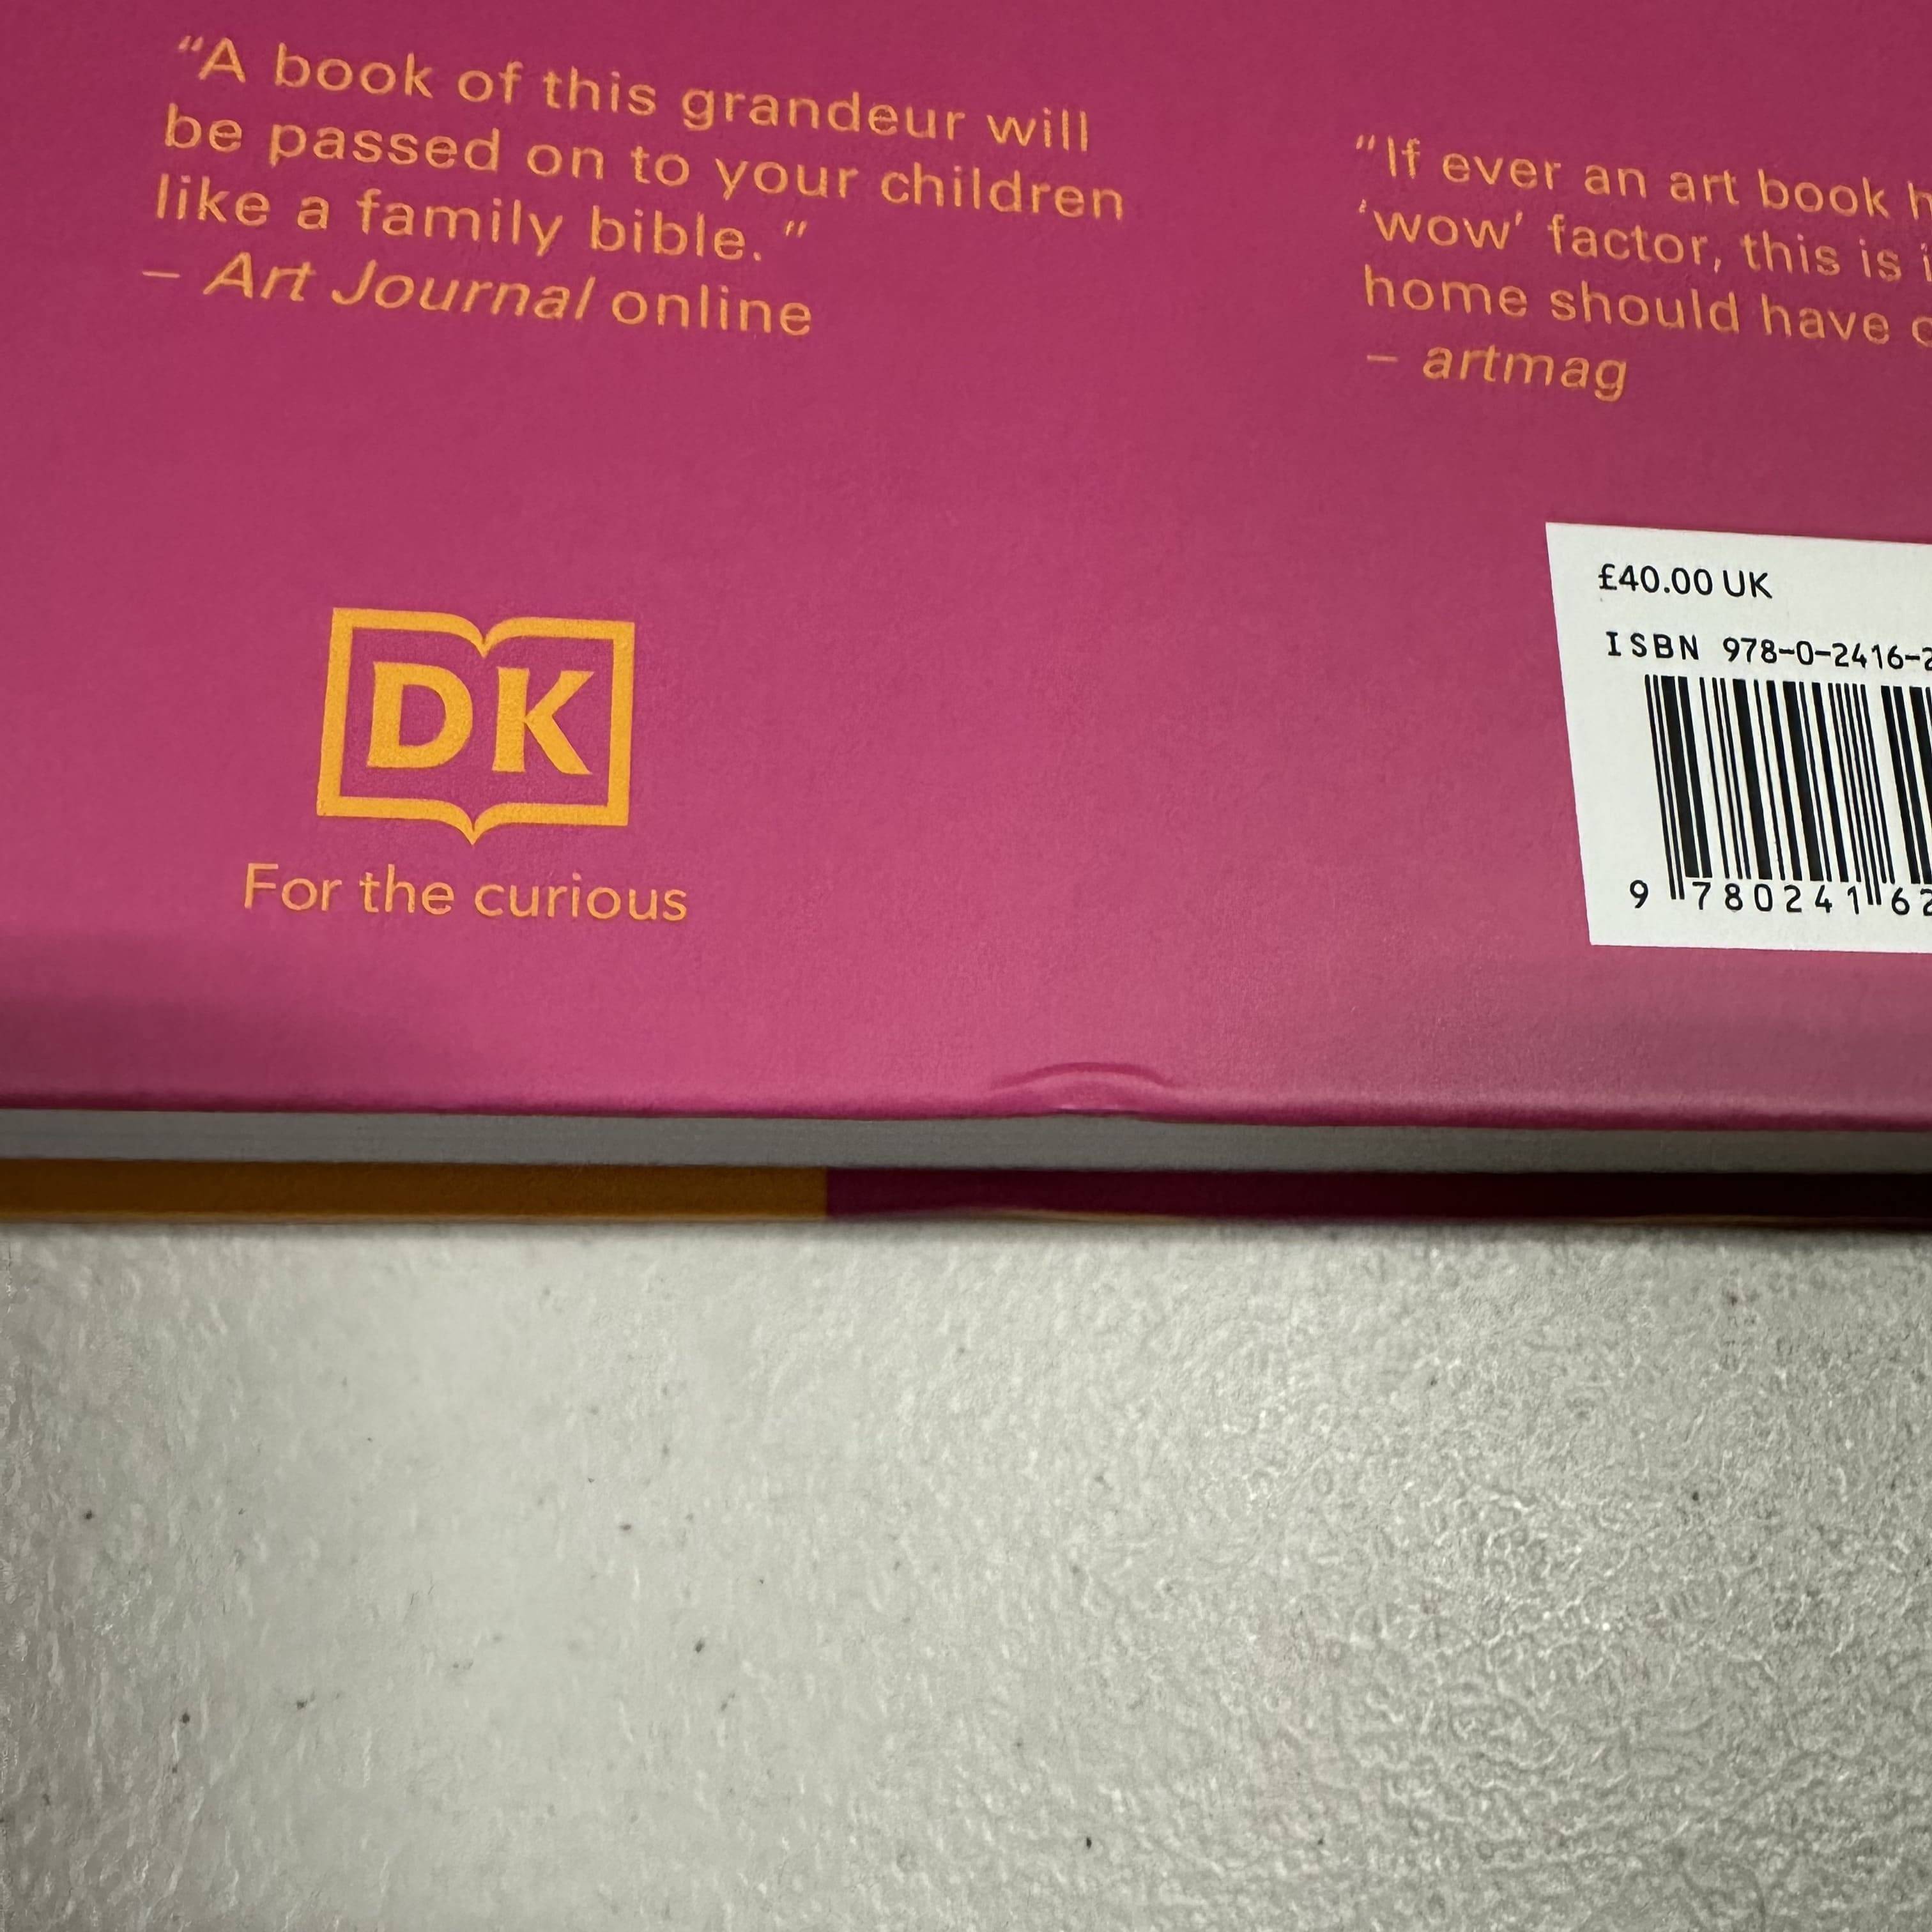 “A book of this grandeur will
be passed on to your children
like a family bible.”
– Art Journal online
“If ever an art book
‘wow’ factor, this is
home should have
– artmag
DK
For the curious
£40.00 UK
ISBN 978-0-2416-2
9 780241 62